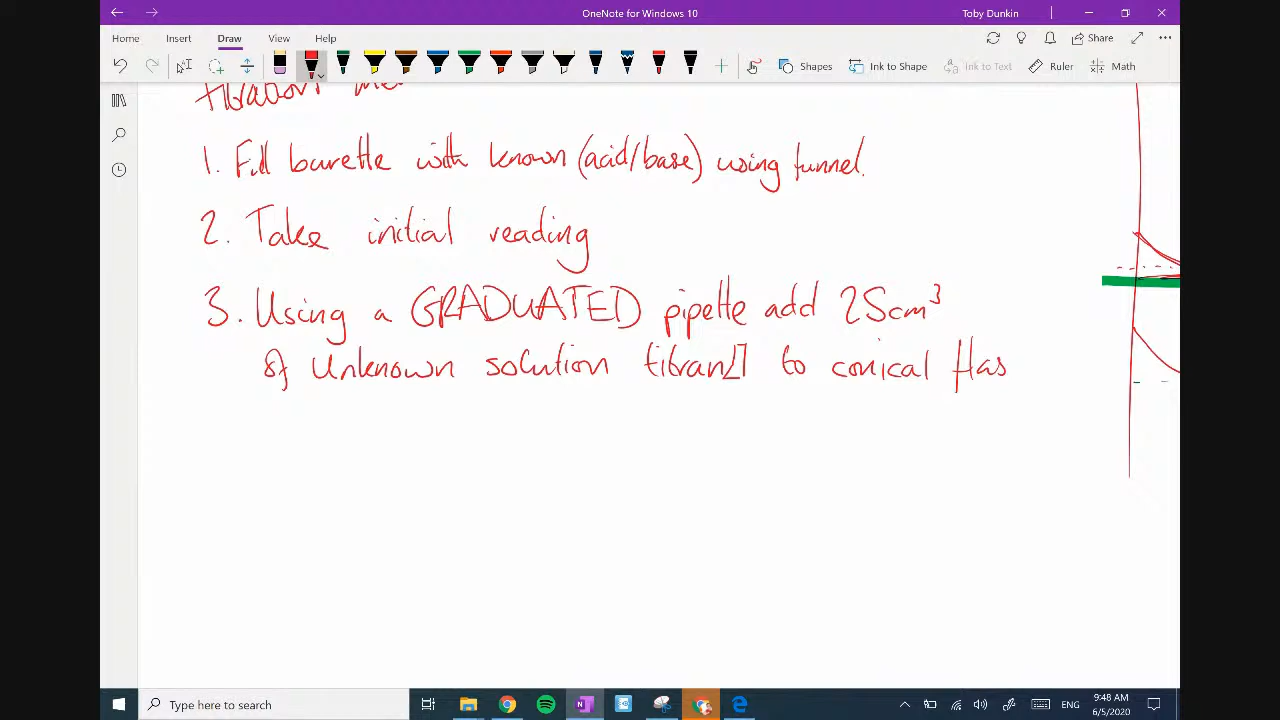 OneNote for Windows 10
Toby Dunkin
Home Insert Draw View Help
Share
Shapes
Ink to Shape
Ink to Text
Ruler
Math
titration
1. Fill burette with known (acid/base) using funnel.
2. Take initial reading
3. Using a GRADUATED pipette add 25cm³
of Unknown solution titran to conical flas
Type here to search
ENG
9:48 AM
6/5/2020